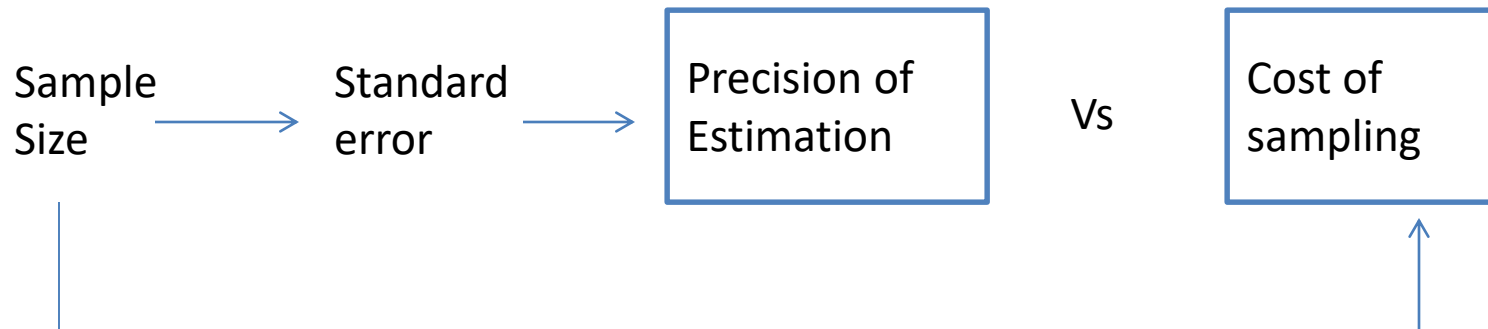 Sample
Size
Standard
error
Precision of
Estimation
Vs
Cost of
sampling